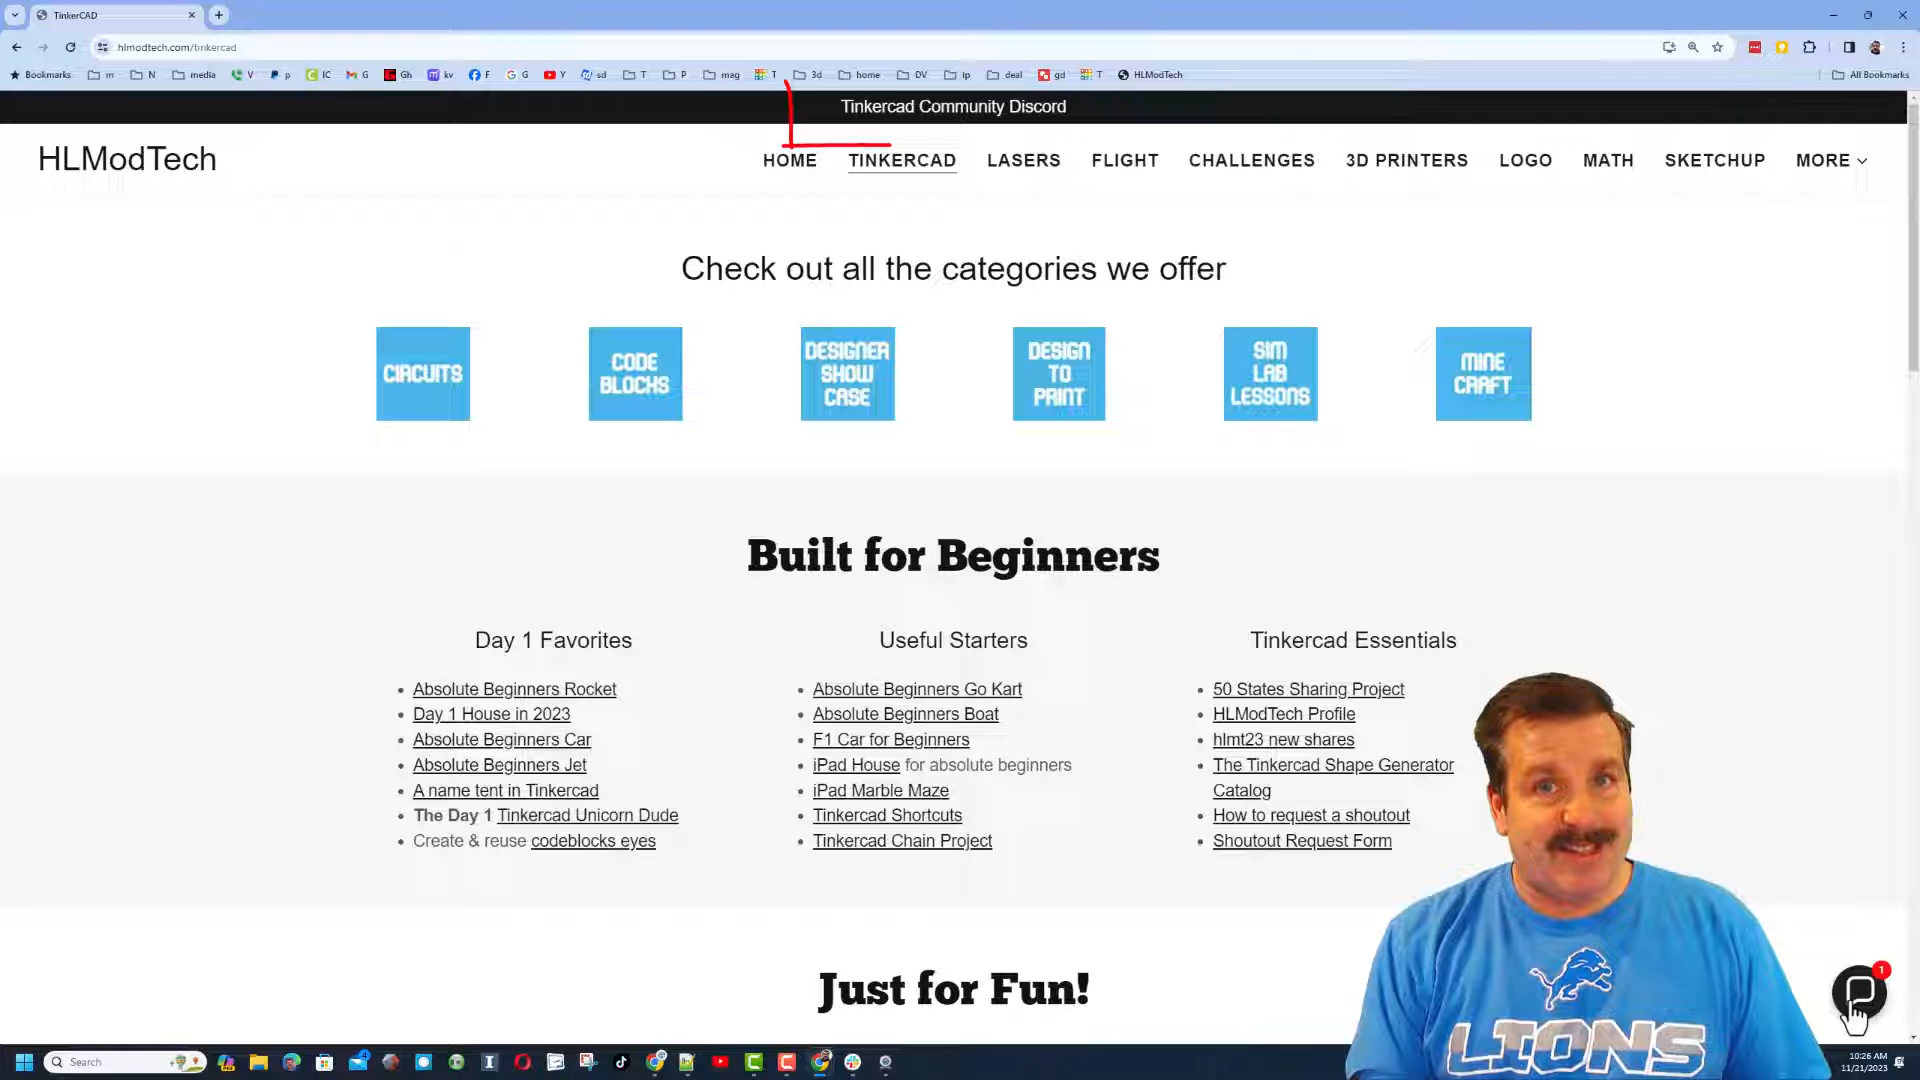 TinkerCAD
hlmodtech.com/tinkercad
Bookmarks m N media V p IC G Gh kv F G Y sd T P mag T 3d home DV ip deal gd T HLModTech All Bookmarks
Tinkercad Community Discord
HLModTech
HOME TINKERCAD LASERS FLIGHT CHALLENGES 3D PRINTERS LOGO MATH SKETCHUP MORE
Check out all the categories we offer
CIRCUITS
CODE
BLOCKS
DESIGNER
SHOW
CASE
DESIGN
TO
PRINT
SIM
LAB
LESSONS
MINE
CRAFT
Built for Beginners
Day 1 Favorites
Absolute Beginners Rocket
Day 1 House in 2023
Absolute Beginners Car
Absolute Beginners Jet
A name tent in Tinkercad
The Day 1 Tinkercad Unicorn Dude
Create & reuse codeblocks eyes
Useful Starters
Absolute Beginners Go Kart
Absolute Beginners Boat
F1 Car for Beginners
iPad House for absolute beginners
iPad Marble Maze
Tinkercad Shortcuts
Tinkercad Chain Project
Tinkercad Essentials
50 States Sharing Project
HLModTech Profile
hlmt23 new shares
The Tinkercad Shape Generator
Catalog
How to request a shoutout
Shoutout Request Form
Just for Fun!
LIONS
1
Search
10:26 AM
11/21/2023